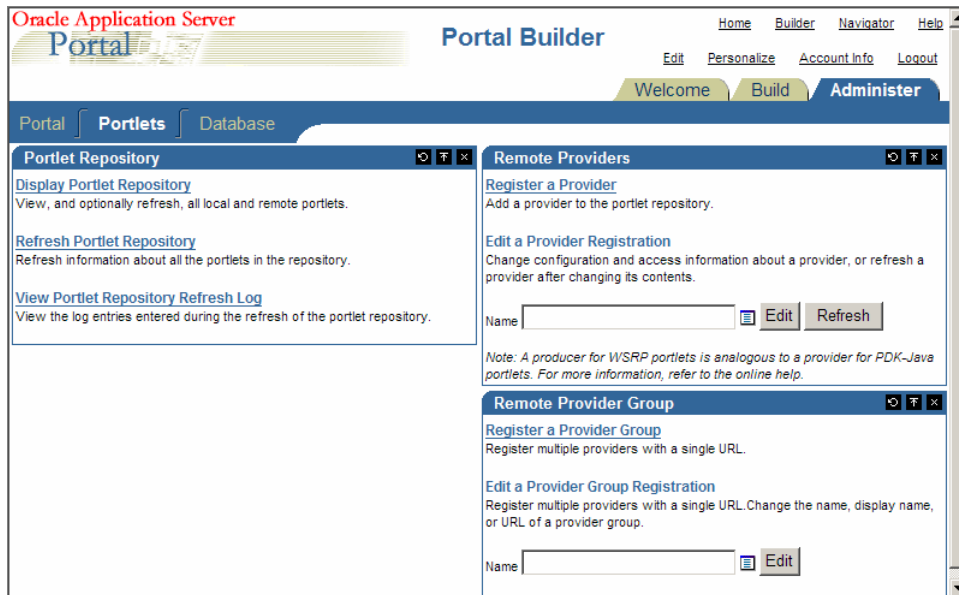 Oracle Application Server
Portal
Portal Builder
Home Builder Navigator Help
Edit Personalize Account Info Logout
Welcome Build Administer
Portal Portlets Database
Portlet Repository
Display Portlet Repository
View, and optionally refresh, all local and remote portlets.
Refresh Portlet Repository
Refresh information about all the portlets in the repository.
View Portlet Repository Refresh Log
View the log entries entered during the refresh of the portlet repository.
Remote Providers
Register a Provider
Add a provider to the portlet repository.
Edit a Provider Registration
Change configuration and access information about a provider, or refresh a
provider after changing its contents.
Name Edit Refresh
Note: A producer for WSRP portlets is analogous to a provider for PDK-Java
portlets. For more information, refer to the online help.
Remote Provider Group
Register a Provider Group
Register multiple providers with a single URL.
Edit a Provider Group Registration
Register multiple providers with a single URL.Change the name, display name,
or URL of a provider group.
Name Edit